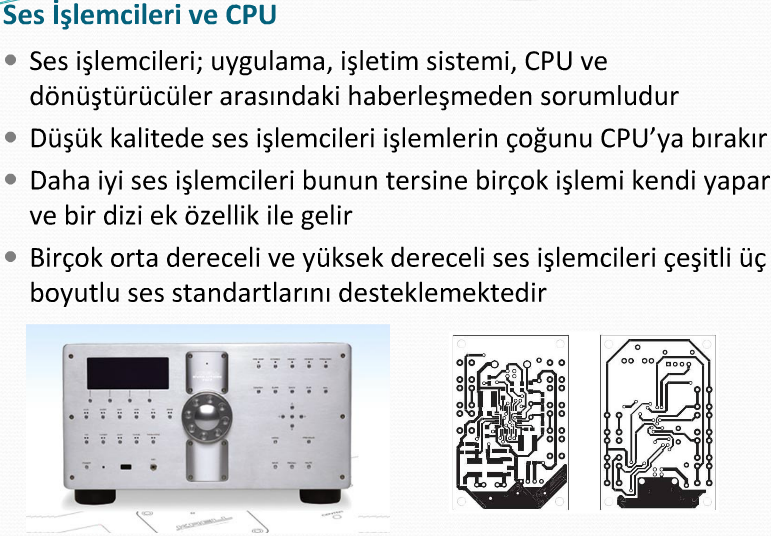 Ses İşlemcileri ve CPU
• Ses işlemcileri; uygulama, işletim sistemi, CPU ve
dönüştürücüler arasındaki haberleşmeden sorumludur
• Düşük kalitede ses işlemcileri işlemlerin çoğunu CPU’ya bırakır
• Daha iyi ses işlemcileri bunun tersine birçok işlemi kendi yapar
ve bir dizi ek özellik ile gelir
• Birçok orta dereceli ve yüksek dereceli ses işlemcileri çeşitli üç
boyutlu ses standartlarını desteklemektedir